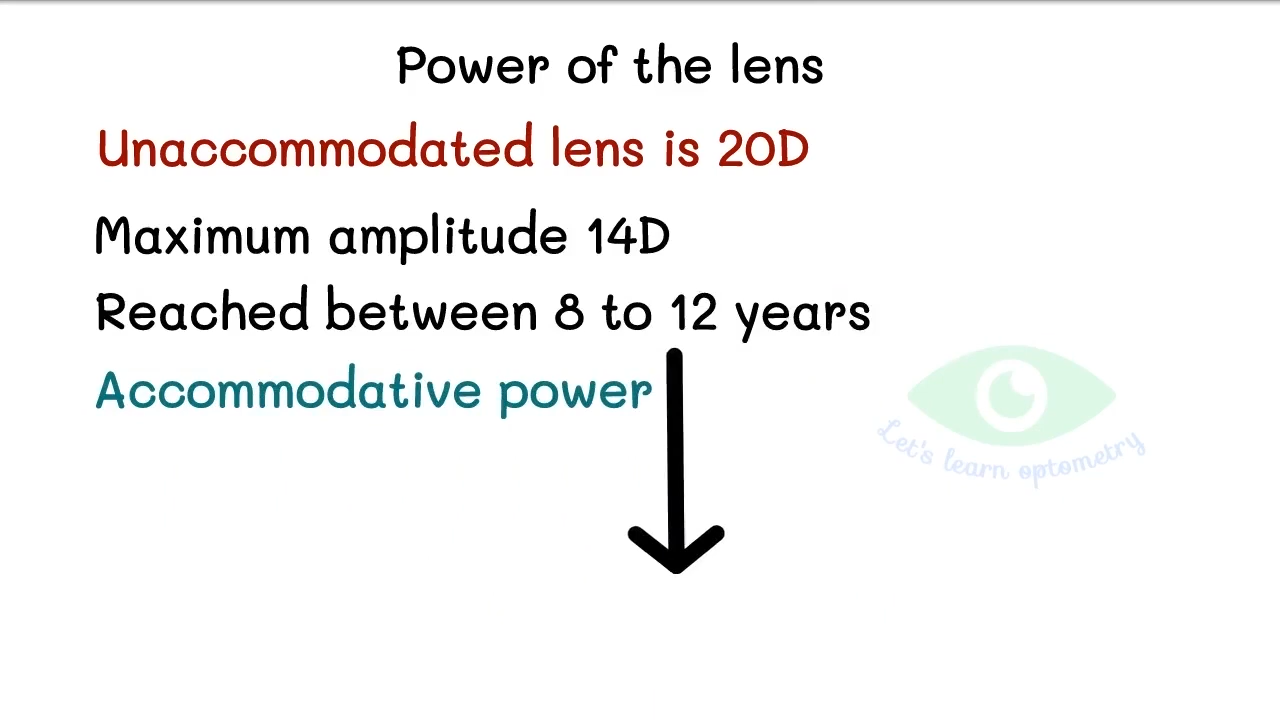 Power of the lens
Unaccommodated lens is 20D
Maximum amplitude 14D
Reached between 8 to 12 years
Accommodative power
Let's learn optometry